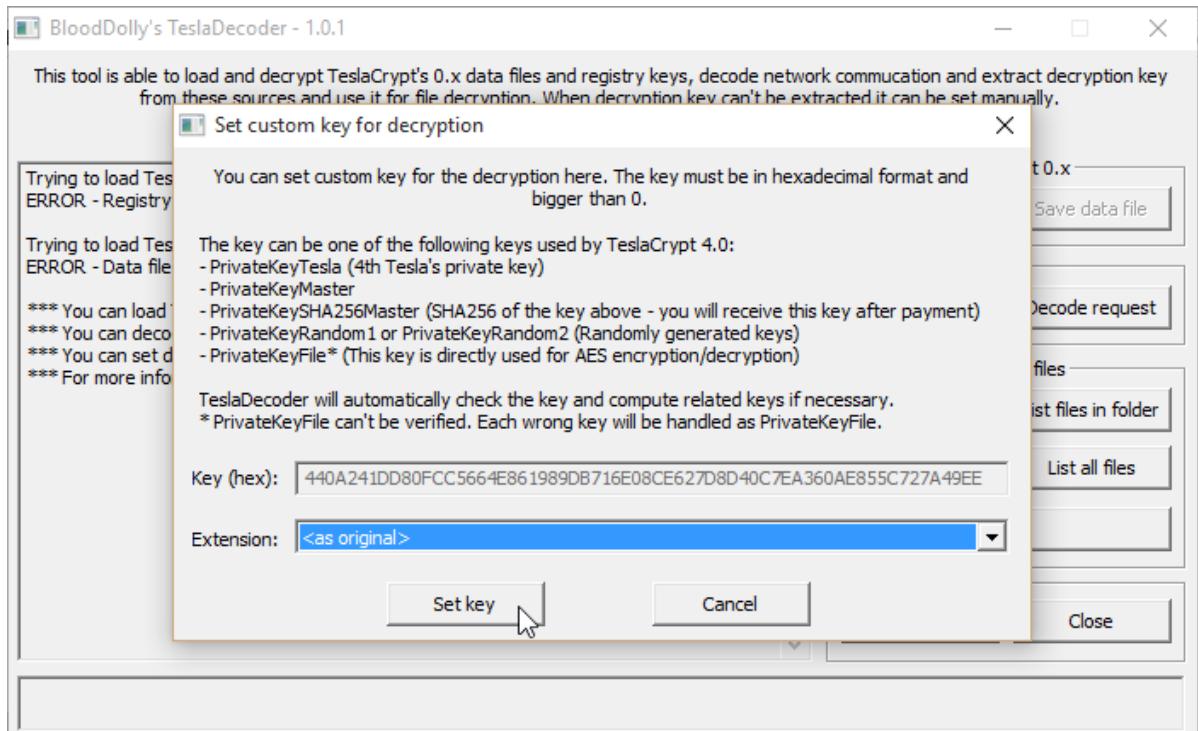 BloodDolly's TeslaDecoder - 1.0.1
This tool is able to load and decrypt TeslaCrypt's 0.x data files and registry keys, decode network commucation and extract decryption key
from these sources and use it for file decryption. When decryption key can't be extracted it can be set manually.
Set custom key for decryption
You can set custom key for the decryption here. The key must be in hexadecimal format and
bigger than 0.
The key can be one of the following keys used by TeslaCrypt 4.0:
- PrivateKeyTesla (4th Tesla's private key)
- PrivateKeyMaster
- PrivateKeySHA256Master (SHA256 of the key above - you will receive this key after payment)
- PrivateKeyRandom1 or PrivateKeyRandom2 (Randomly generated keys)
- PrivateKeyFile* (This key is directly used for AES encryption/decryption)
TeslaDecoder will automatically check the key and compute related keys if necessary.
* PrivateKeyFile can't be verified. Each wrong key will be handled as PrivateKeyFile.
Key (hex): 440A241DD80FCC5664E861989DB716E08CE627D8D40C7EA360AE855C727A49EE
Extension: <as original>
Set key
Cancel
Trying to load Tes
ERROR - Registry
Trying to load Tes
ERROR - Data file
*** You can load
*** You can deco
*** You can set d
*** For more info
t 0.x
Save data file
Decode request
files
ist files in folder
List all files
Close